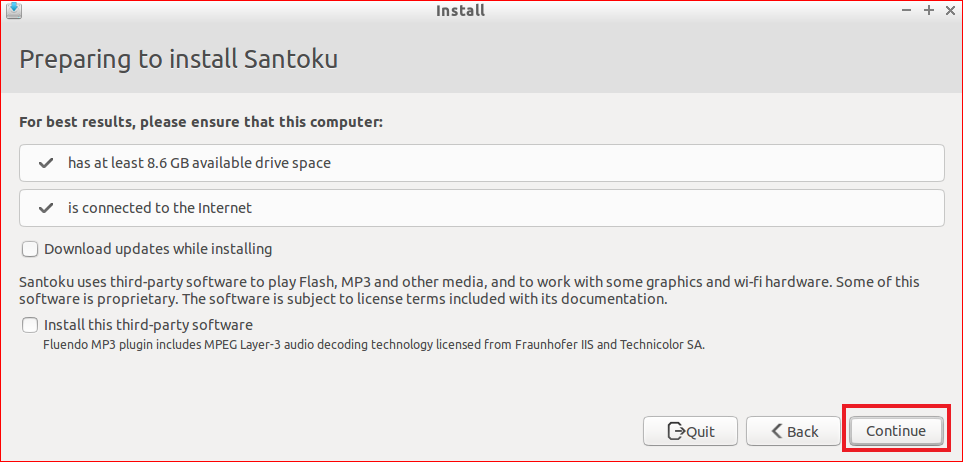 Install
Preparing to install Santoku
For best results, please ensure that this computer:
has at least 8.6 GB available drive space
is connected to the Internet
Download updates while installing
Santoku uses third-party software to play Flash, MP3 and other media, and to work with some graphics and wi-fi hardware. Some of this
software is proprietary. The software is subject to license terms included with its documentation.
Install this third-party software
Fluendo MP3 plugin includes MPEG Layer-3 audio decoding technology licensed from Fraunhofer IIS and Technicolor SA.
Quit Back Continue